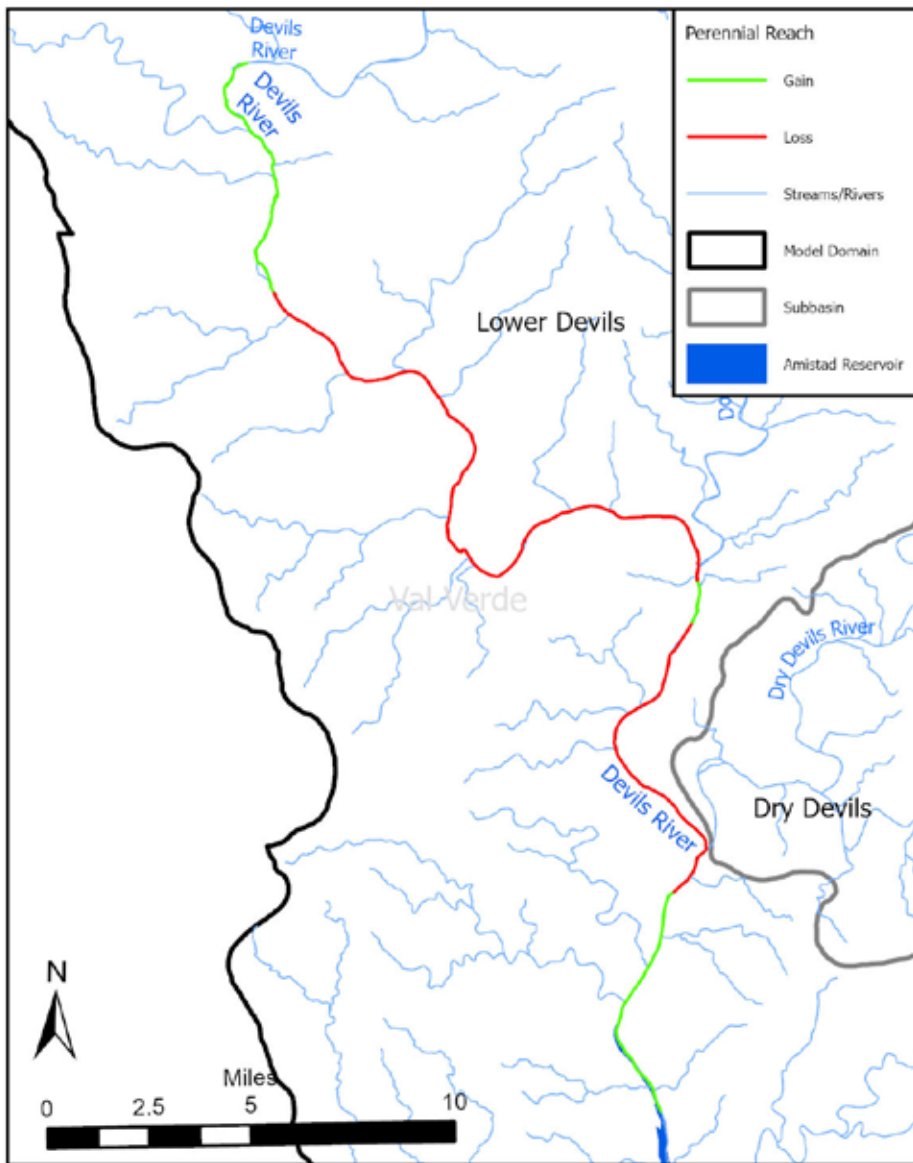 Devils
River
Devils
River
Perennial Reach
Gain
Loss
Streams/Rivers
Model Domain
Subbasin
Amistad Reservoir
Lower Devils
Val Verde
Dry Devils River
Devils River
Dry Devils
N
Miles
0 2.5 5 10